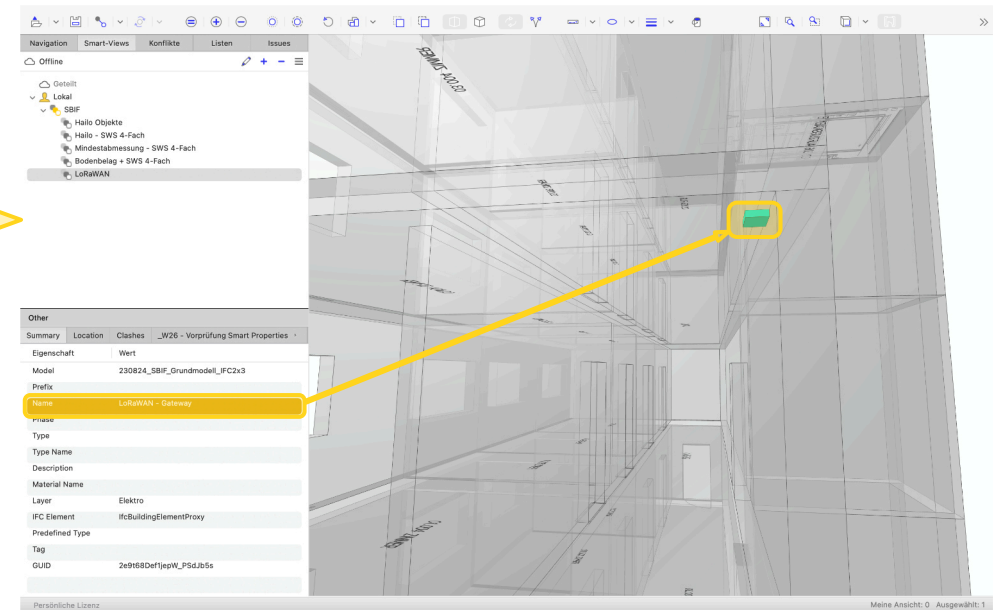 Navigation Smart-Views Konflikte Listen Issues
Offline
Geteilt
Lokal
SBIF
Hailo Objekte
Hailo - SWS 4-Fach
Mindestabmessung - SWS 4-Fach
Bodenbelag + SWS 4-Fach
LoRaWAN
Other
Summary Location Clashes _W26 - Vorprüfung Smart Properties
Eigenschaft Wert
Model 230824_SBIF_Grundmodell_IFC2x3
Prefix
Name LoRaWAN - Gateway
Phase
Type
Type Name
Description
Material Name
Layer Elektro
IFC Element IfcBuildingElementProxy
Predefined Type
Tag
GUID 2e9t68Def1jepW_PSdJb5s
Persönliche Lizenz Meine Ansicht: 0 Ausgewählt: 1